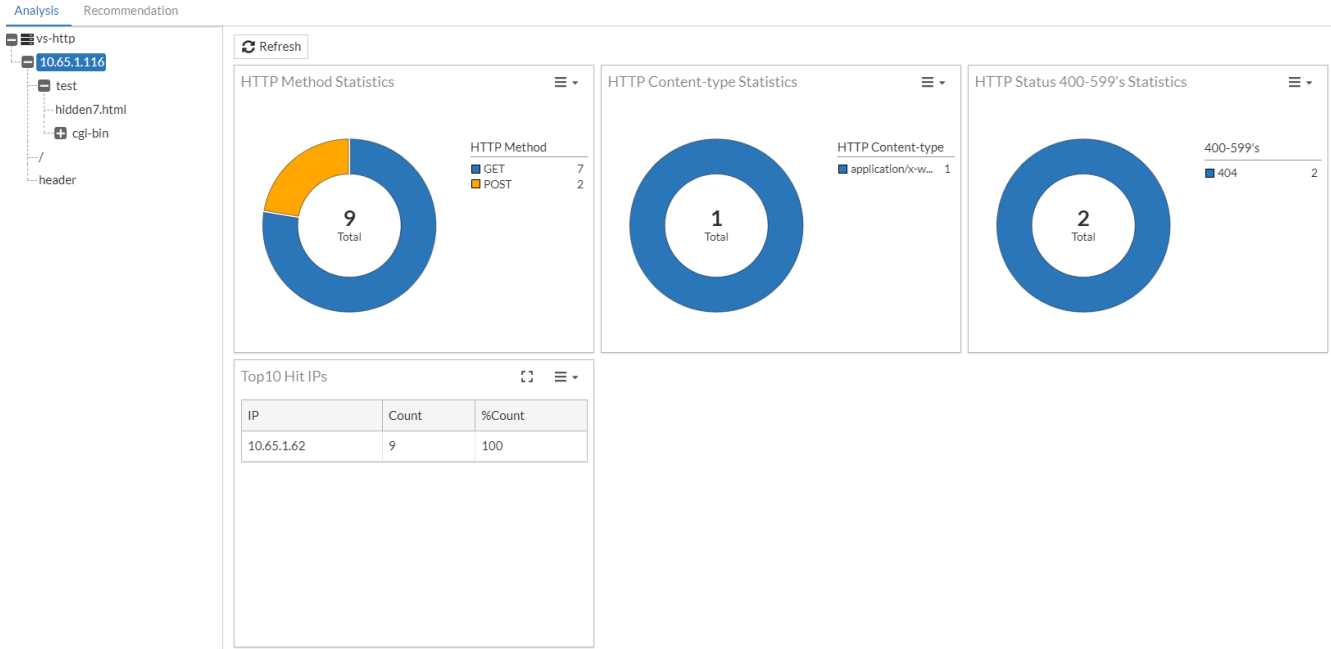 Analysis Recommendation
vs-http
10.65.1.116
test
hidden7.html
cgi-bin
/
header
Refresh
HTTP Method Statistics
HTTP Method
GET 7
POST 2
9
Total
HTTP Content-type Statistics
HTTP Content-type
application/x-w... 1
1
Total
HTTP Status 400-599's Statistics
400-599's
404 2
2
Total
Top10 Hit IPs
IP Count %Count
10.65.1.62 9 100